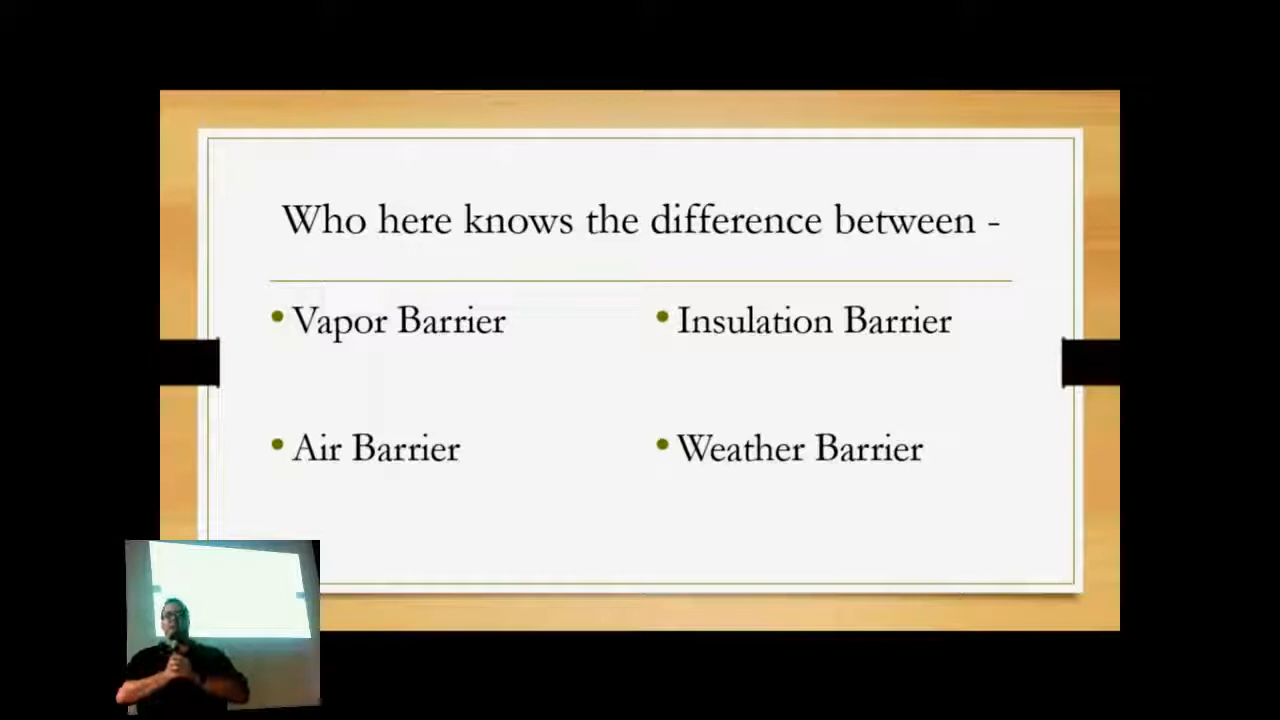 Who here knows the difference between -
• Vapor Barrier
• Insulation Barrier
• Air Barrier
• Weather Barrier